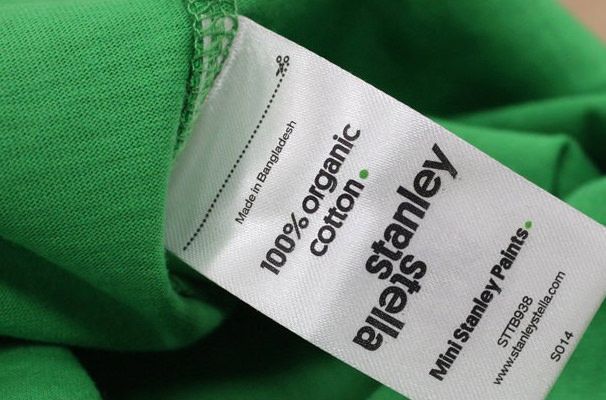 Made in Bangladesh
100% organic
cotton.
stanley
stella
Mini Stanley Paints.
STTB938
www.stanleystella.com
S014